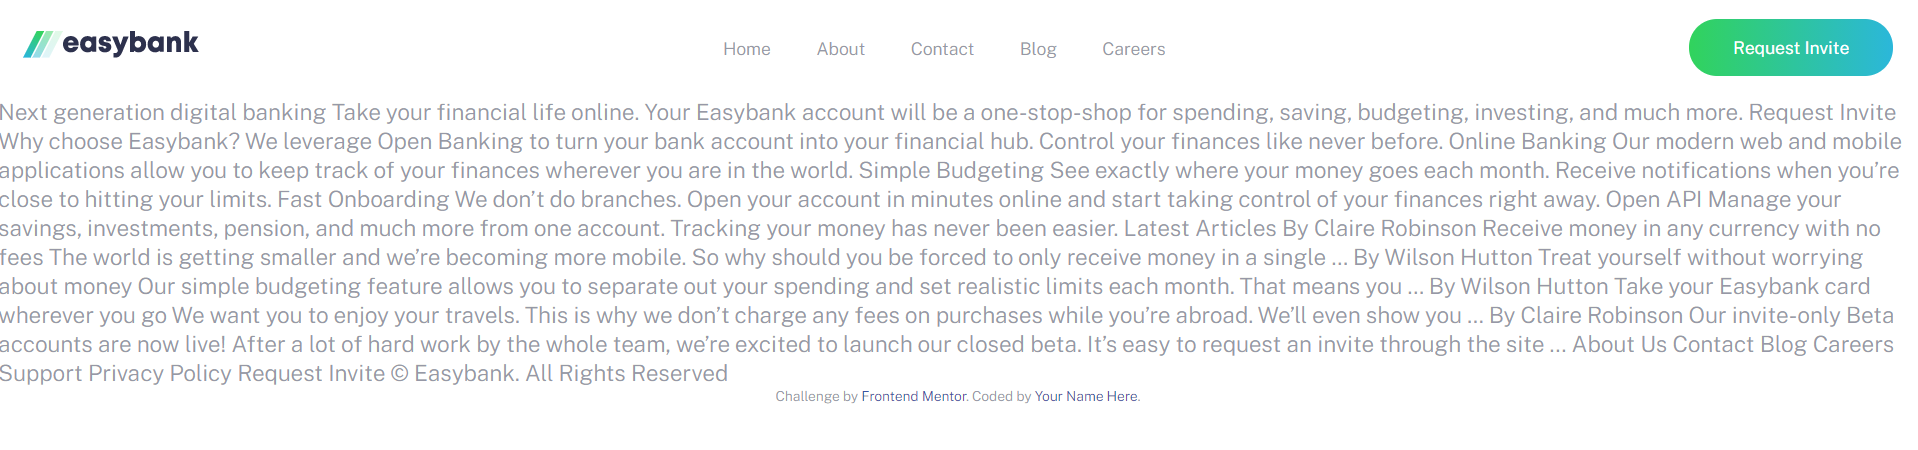 easybank Home About Contact Blog Careers Request Invite
Next generation digital banking Take your financial life online. Your Easybank account will be a one-stop-shop for spending, saving, budgeting, investing, and much more. Request Invite
Why choose Easybank? We leverage Open Banking to turn your bank account into your financial hub. Control your finances like never before. Online Banking Our modern web and mobile
applications allow you to keep track of your finances wherever you are in the world. Simple Budgeting See exactly where your money goes each month. Receive notifications when you’re
close to hitting your limits. Fast Onboarding We don’t do branches. Open your account in minutes online and start taking control of your finances right away. Open API Manage your
savings, investments, pension, and much more from one account. Tracking your money has never been easier. Latest Articles By Claire Robinson Receive money in any currency with no
fees The world is getting smaller and we’re becoming more mobile. So why should you be forced to only receive money in a single … By Wilson Hutton Treat yourself without worrying
about money Our simple budgeting feature allows you to separate out your spending and set realistic limits each month. That means you … By Wilson Hutton Take your Easybank card
wherever you go We want you to enjoy your travels. This is why we don’t charge any fees on purchases while you’re abroad. We’ll even show you … By Claire Robinson Our invite-only Beta
accounts are now live! After a lot of hard work by the whole team, we’re excited to launch our closed beta. It’s easy to request an invite through the site ... About Us Contact Blog Careers
Support Privacy Policy Request Invite © Easybank. All Rights Reserved
Challenge by Frontend Mentor. Coded by Your Name Here.